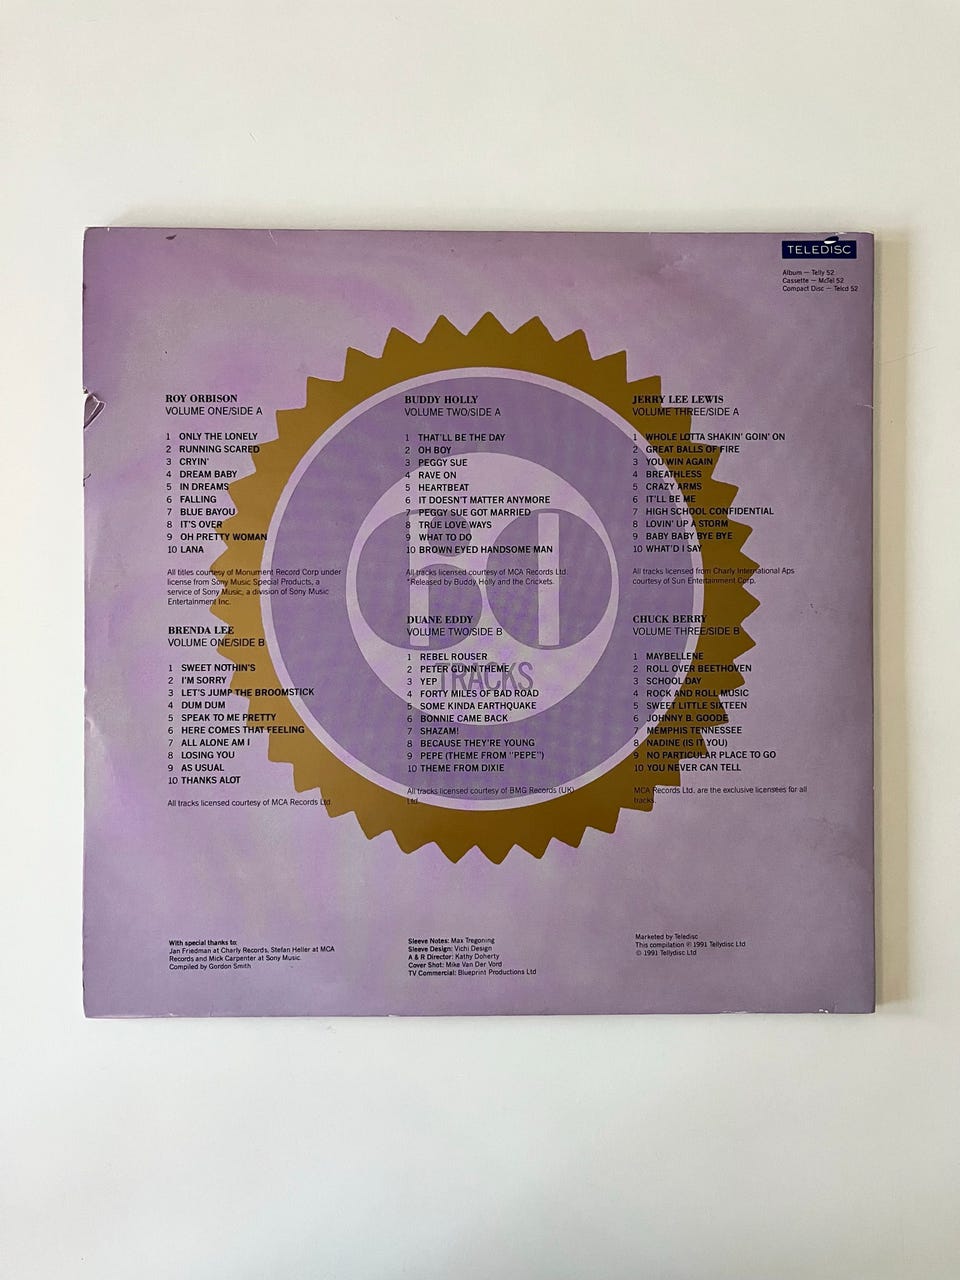 TELEDISC
Album — Telly 52
Cassette — McTel 52
Compact Disc — Telcd 52
ROY ORBISON
VOLUME ONE/SIDE A
1 ONLY THE LONELY
2 RUNNING SCARED
3 CRYIN'
4 DREAM BABY
5 IN DREAMS
6 FALLING
7 BLUE BAYOU
8 IT'S OVER
9 OH PRETTY WOMAN
10 LANA
All titles courtesy of Monument Record Corp under
license from Sony Music Special Products, a
service of Sony Music, a division of Sony Music
Entertainment Inc.
BRENDA LEE
VOLUME ONE/SIDE B
1 SWEET NOTHIN'S
2 I'M SORRY
3 LET'S JUMP THE BROOMSTICK
4 DUM DUM
5 SPEAK TO ME PRETTY
6 HERE COMES THAT FEELING
7 ALL ALONE AM I
8 LOSING YOU
9 AS USUAL
10 THANKS ALOT
All tracks licensed courtesy of MCA Records Ltd.
BUDDY HOLLY
VOLUME TWO/SIDE A
1 THAT'LL BE THE DAY
2 OH BOY
3 PEGGY SUE
4 RAVE ON
5 HEARTBEAT
6 IT DOESN'T MATTER ANYMORE
7 PEGGY SUE GOT MARRIED
8 TRUE LOVE WAYS
9 WHAT TO DO
10 BROWN EYED HANDSOME MAN
All tracks licensed courtesy of MCA Records Ltd.
*Released by Buddy Holly and the Crickets.
60
TRACKS
DUANE EDDY
VOLUME TWO/SIDE B
1 REBEL ROUSER
2 PETER GUNN THEME
3 YEP
4 FORTY MILES OF BAD ROAD
5 SOME KINDA EARTHQUAKE
6 BONNIE CAME BACK
7 SHAZAM!
8 BECAUSE THEY'RE YOUNG
9 PEPE (THEME FROM "PEPE")
10 THEME FROM DIXIE
All tracks licensed courtesy of BMG Records (UK)
Ltd.
JERRY LEE LEWIS
VOLUME THREE/SIDE A
1 WHOLE LOTTA SHAKIN' GOIN' ON
2 GREAT BALLS OF FIRE
3 YOU WIN AGAIN
4 BREATHLESS
5 CRAZY ARMS
6 IT'LL BE ME
7 HIGH SCHOOL CONFIDENTIAL
8 LOVIN' UP A STORM
9 BABY BABY BYE BYE
10 WHAT'D I SAY
All tracks licensed from Charly International Aps
courtesy of Sun Entertainment Corp.
CHUCK BERRY
VOLUME THREE/SIDE B
1 MAYBELLENE
2 ROLL OVER BEETHOVEN
3 SCHOOL DAY
4 ROCK AND ROLL MUSIC
5 SWEET LITTLE SIXTEEN
6 JOHNNY B. GOODE
7 MEMPHIS TENNESSEE
8 NADINE (IS IT YOU)
9 NO PARTICULAR PLACE TO GO
10 YOU NEVER CAN TELL
MCA Records Ltd. are the exclusive licensees for all
tracks.
With special thanks to:
Jan Friedman at Charly Records, Stefan Heller at MCA
Records and Mick Carpenter at Sony Music.
Compiled by Gordon Smith
Sleeve Notes: Max Tregoning
Sleeve Design: Vichi Design
A & R Director: Kathy Doherty
Cover Shot: Mike Van Der Vord
TV Commercial: Blueprint Productions Ltd
Marketed by Teledisc
This compilation ℗ 1991 Tellydisc Ltd
© 1991 Tellydisc Ltd